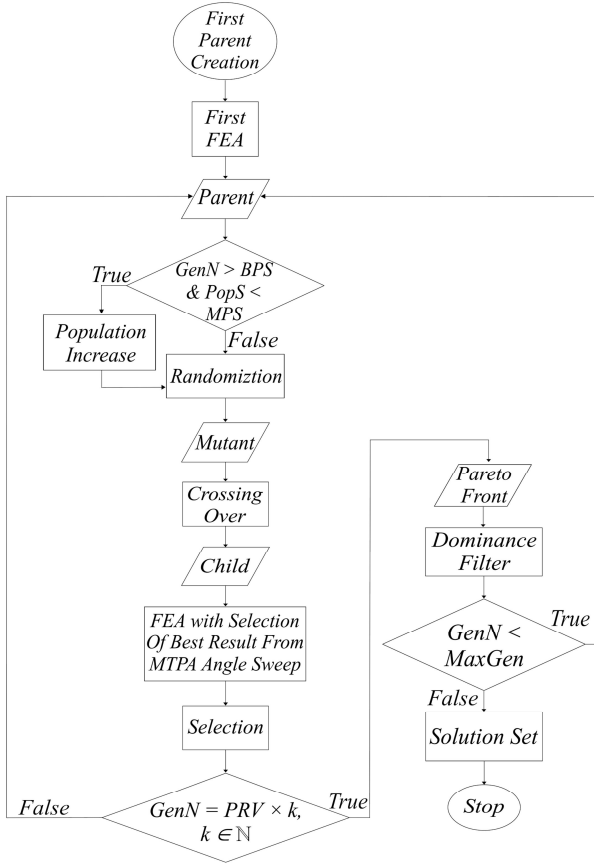 First
Parent
Creation
First
FEA
Parent
GenN > BPS
& PopS <
MPS
True
False
Population
Increase
Randomiztion
Mutant
Crossing
Over
Child
FEA with Selection
Of Best Result From
MTPA Angle Sweep
Selection
GenN = PRV × k,
k ∈ ℕ
False
True
Pareto
Front
Dominance
Filter
GenN <
MaxGen
True
False
Solution Set
Stop